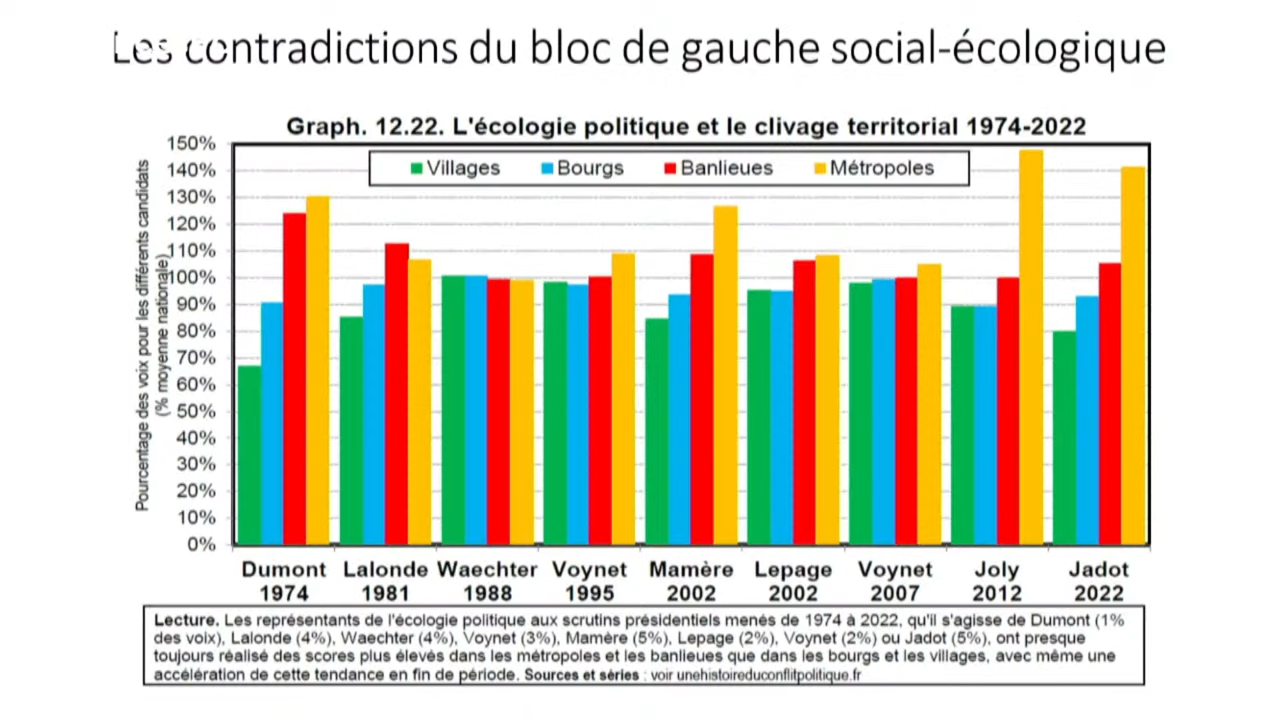 Les contradictions du bloc de gauche social-écologique
Graph. 12.22. L'écologie politique et le clivage territorial 1974-2022
Pourcentage des voix pour les différents candidats
(% moyenne nationale)
150%
140%
130%
120%
110%
100%
90%
80%
70%
60%
50%
40%
30%
20%
10%
0%
Villages Bourgs Banlieues Métropoles
Dumont Lalonde Waechter Voynet Mamère Lepage Voynet Joly Jadot
1974 1981 1988 1995 2002 2002 2007 2012 2022
Lecture. Les représentants de l'écologie politique aux scrutins présidentiels menés de 1974 à 2022, qu'il s'agisse de Dumont (1%
des voix), Lalonde (4%), Waechter (4%), Voynet (3%), Mamère (5%), Lepage (2%), Voynet (2%) ou Jadot (5%), ont presque
toujours réalisé des scores plus élevés dans les métropoles et les banlieues que dans les bourgs et les villages, avec même une
accélération de cette tendance en fin de période. Sources et séries : voir unehistoireduconflitpolitique.fr